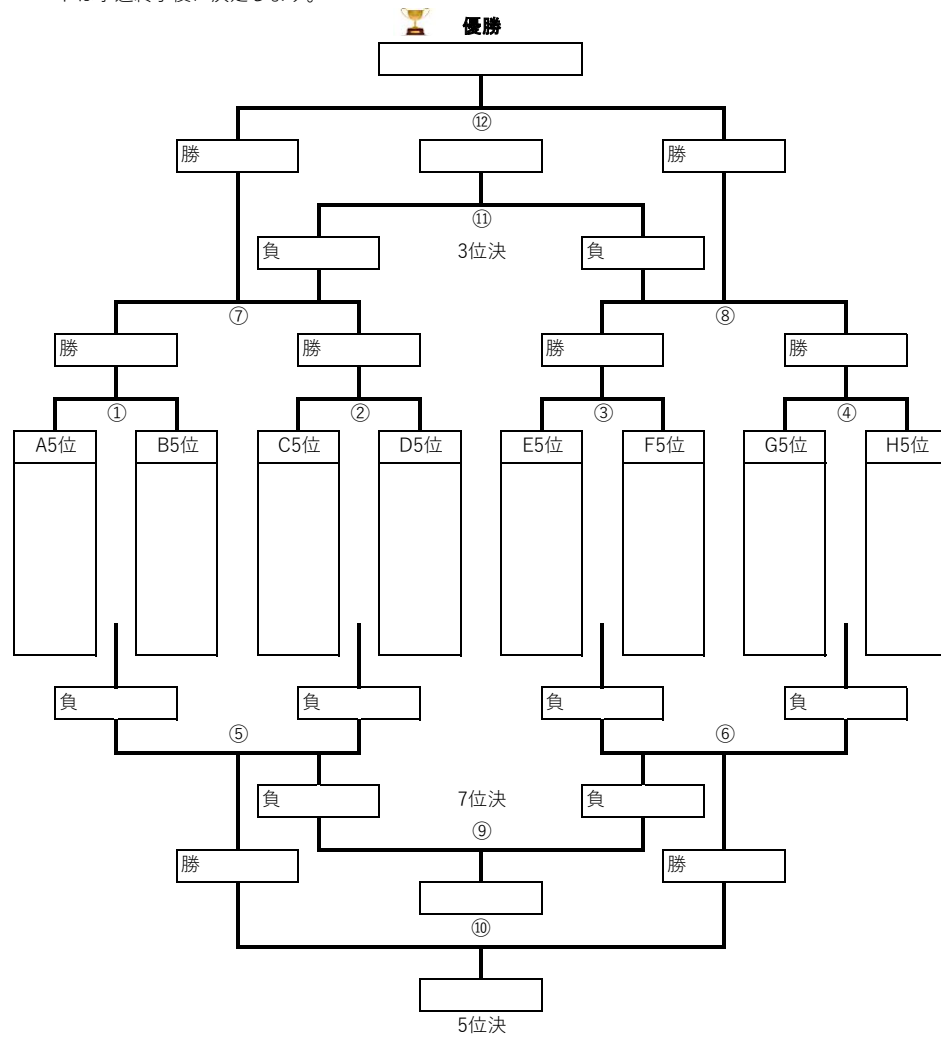 優勝
⑫
勝
勝
⑪
負 3位決 負
⑦ ⑧
勝 勝 勝 勝
① ② ③ ④
A5位 B5位 C5位 D5位 E5位 F5位 G5位 H5位
負 負 負 負
⑤ ⑥
負 7位決 負
⑨
勝 勝
⑩
5位決